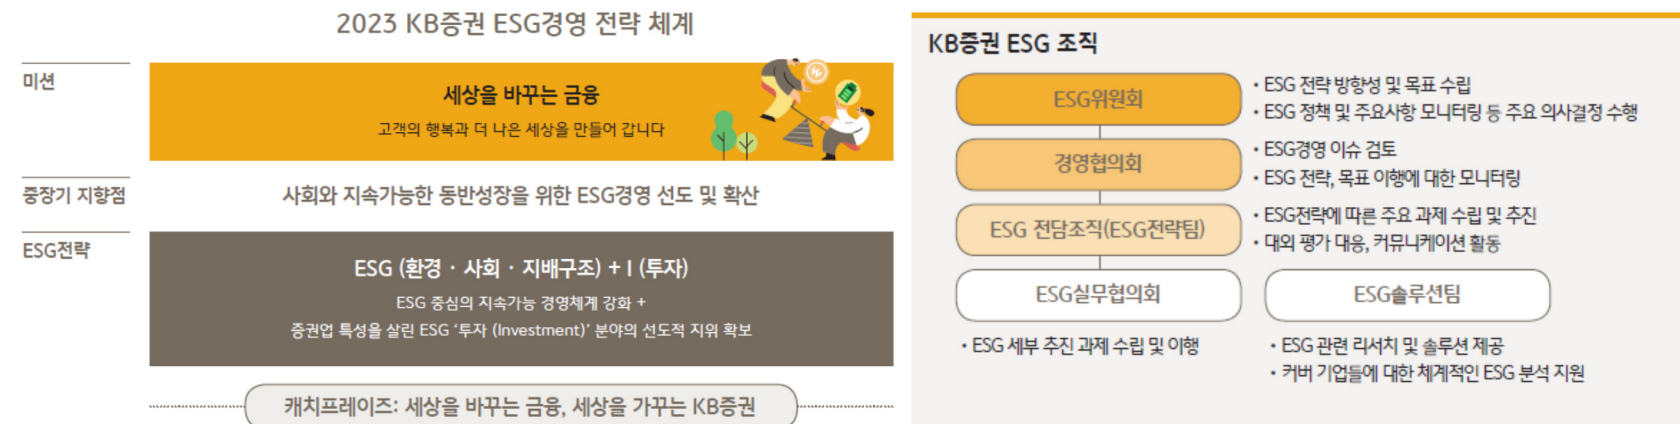 2023 KB증권 ESG경영 전략 체계
미션
세상을 바꾸는 금융
고객의 행복과 더 나은 세상을 만들어 갑니다
중장기 지향점
사회와 지속가능한 동반성장을 위한 ESG경영 선도 및 확산
ESG전략
ESG (환경 · 사회 · 지배구조) + I (투자)
ESG 중심의 지속가능 경영체계 강화 +
증권업 특성을 살린 ESG ‘투자 (Investment)’ 분야의 선도적 지위 확보
캐치프레이즈: 세상을 바꾸는 금융, 세상을 가꾸는 KB증권
KB증권 ESG 조직
ESG위원회
• ESG 전략 방향성 및 목표 수립
• ESG 정책 및 주요사항 모니터링 등 주요 의사결정 수행
경영협의회
• ESG경영 이슈 검토
• ESG 전략, 목표 이행에 대한 모니터링
ESG 전담조직(ESG전략팀)
• ESG전략에 따른 주요 과제 수립 및 추진
• 대외 평가 대응, 커뮤니케이션 활동
ESG실무협의회
• ESG 세부 추진 과제 수립 및 이행
ESG솔루션팀
• ESG 관련 리서치 및 솔루션 제공
• 커버 기업들에 대한 체계적인 ESG 분석 지원